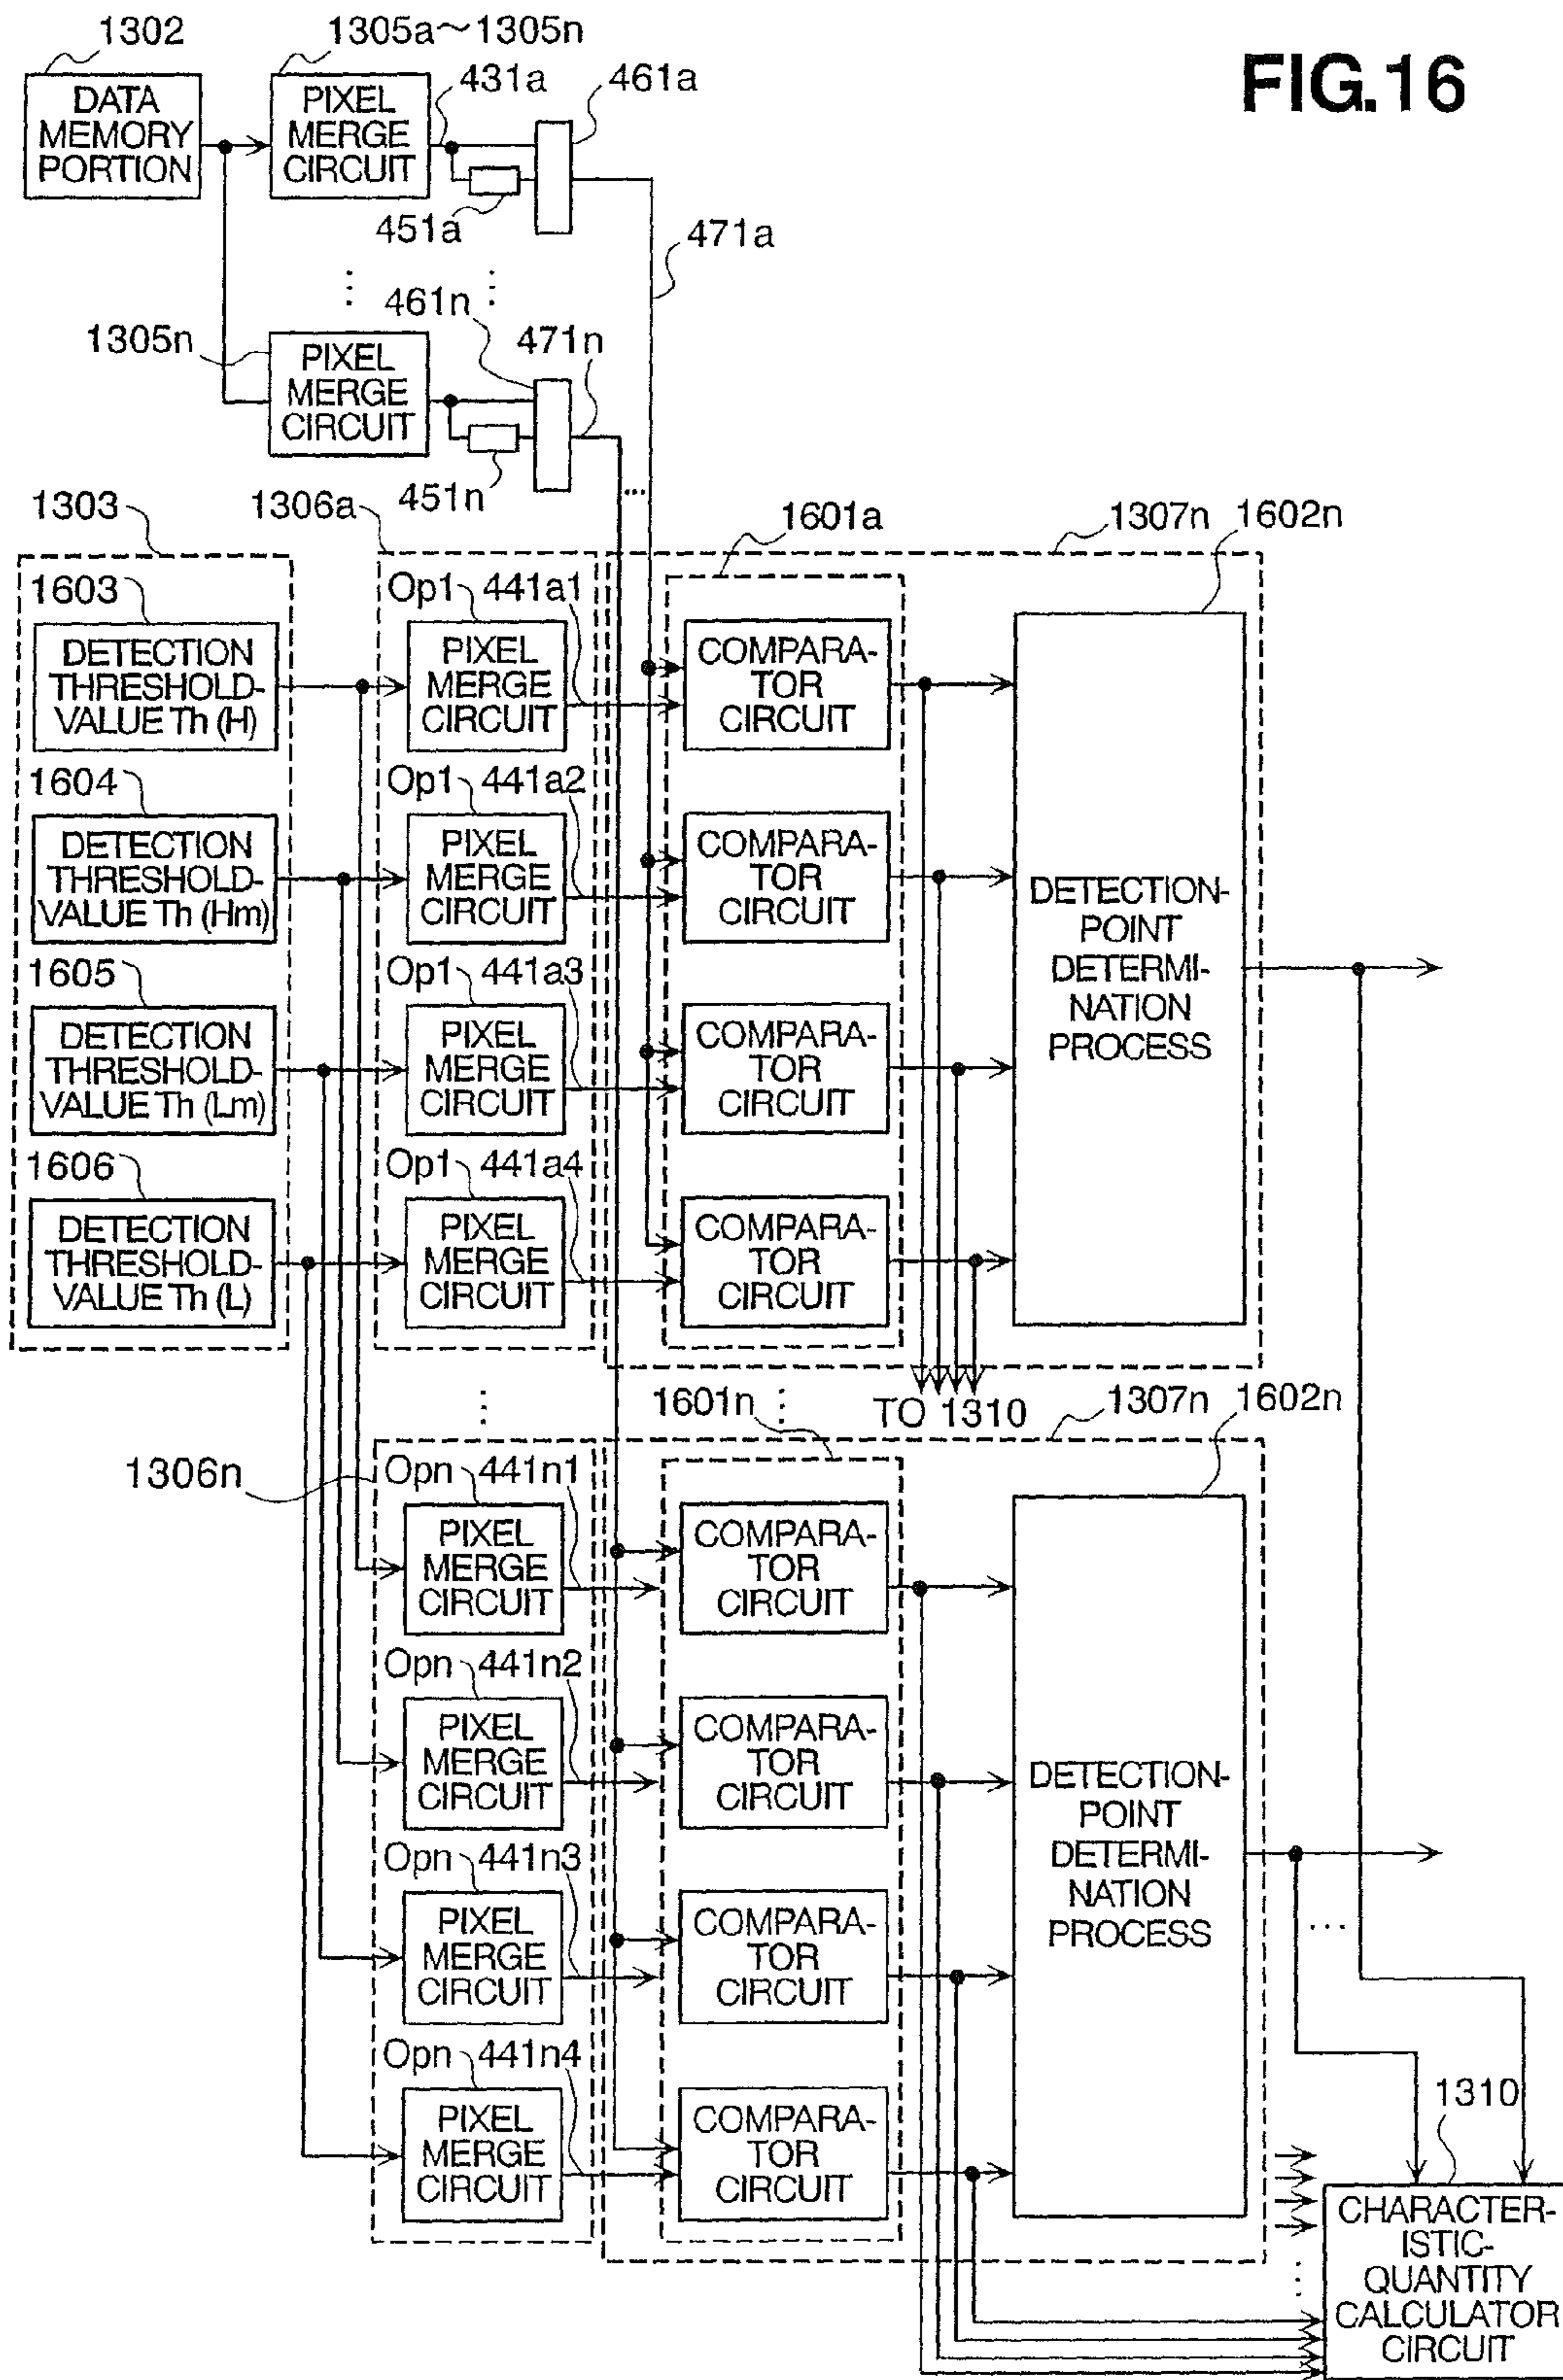 FIG.16
1302
1305a~1305n
431a
461a
DATA
MEMORY
PORTION
PIXEL
MERGE
CIRCUIT
451a
471a
⋮
461n
⋮
1305n
471n
PIXEL
MERGE
CIRCUIT
451n
...
1303
1306a
1601a
1307n
1602n
1603
Op1
441a1
DETECTION
THRESHOLD-
VALUE Th (H)
PIXEL
MERGE
CIRCUIT
COMPARA-
TOR
CIRCUIT
1604
Op1
441a2
DETECTION
THRESHOLD-
VALUE Th (Hm)
PIXEL
MERGE
CIRCUIT
COMPARA-
TOR
CIRCUIT
DETECTION-
POINT
DETERMI-
NATION
PROCESS
1605
Op1
441a3
DETECTION
THRESHOLD-
VALUE Th (Lm)
PIXEL
MERGE
CIRCUIT
COMPARA-
TOR
CIRCUIT
1606
Op1
441a4
DETECTION
THRESHOLD-
VALUE Th (L)
PIXEL
MERGE
CIRCUIT
COMPARA-
TOR
CIRCUIT
⋮
1601n
⋮
TO 1310
1307n
1602n
1306n
Opn
441n1
PIXEL
MERGE
CIRCUIT
COMPARA-
TOR
CIRCUIT
Opn
441n2
PIXEL
MERGE
CIRCUIT
COMPARA-
TOR
CIRCUIT
DETECTION-
POINT
DETERMI-
NATION
PROCESS
Opn
441n3
PIXEL
MERGE
CIRCUIT
COMPARA-
TOR
CIRCUIT
...
Opn
441n4
PIXEL
MERGE
CIRCUIT
COMPARA-
TOR
CIRCUIT
1310
⋮
CHARACTER-
ISTIC-
QUANTITY
CALCULATOR
CIRCUIT